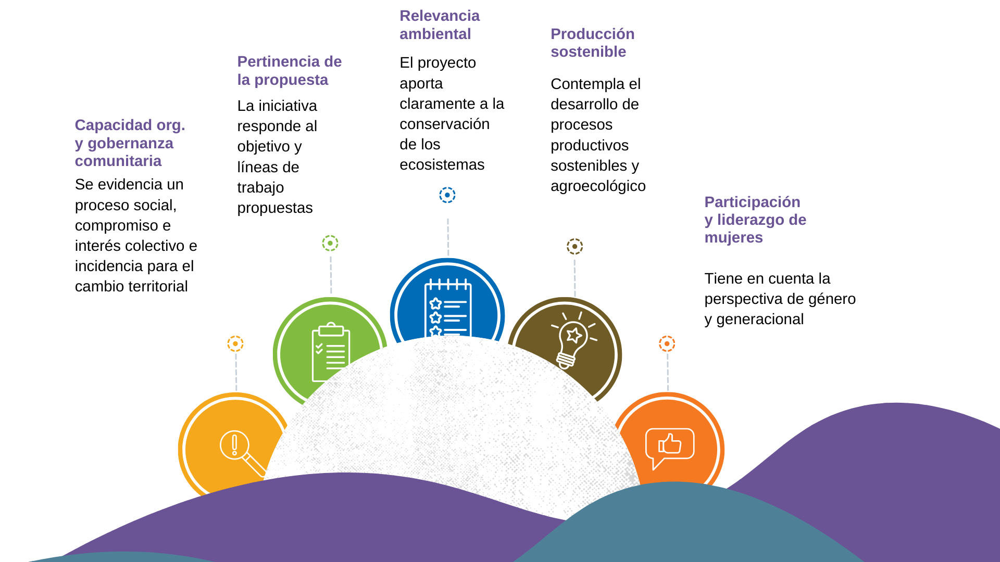 Capacidad org.
y gobernanza
comunitaria
Se evidencia un
proceso social,
compromiso e
interés colectivo e
incidencia para el
cambio territorial
Pertinencia de
la propuesta
La iniciativa
responde al
objetivo y
líneas de
trabajo
propuestas
Relevancia
ambiental
El proyecto
aporta
claramente a la
conservación
de los
ecosistemas
Producción
sostenible
Contempla el
desarrollo de
procesos
productivos
sostenibles y
agroecológico
Participación
y liderazgo de
mujeres
Tiene en cuenta la
perspectiva de género
y generacional